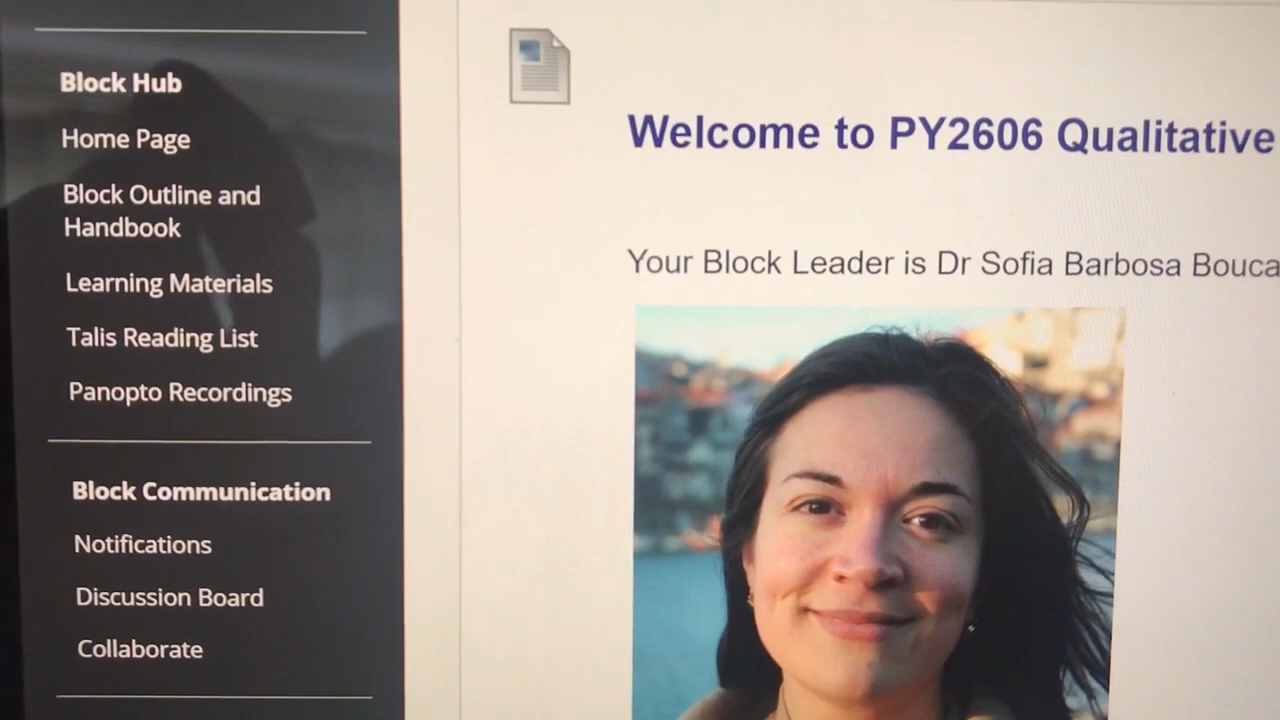 Block Hub
Home Page
Block Outline and
Handbook
Learning Materials
Talis Reading List
Panopto Recordings
Block Communication
Notifications
Discussion Board
Collaborate
Welcome to PY2606 Qualitative
Your Block Leader is Dr Sofia Barbosa Bouca